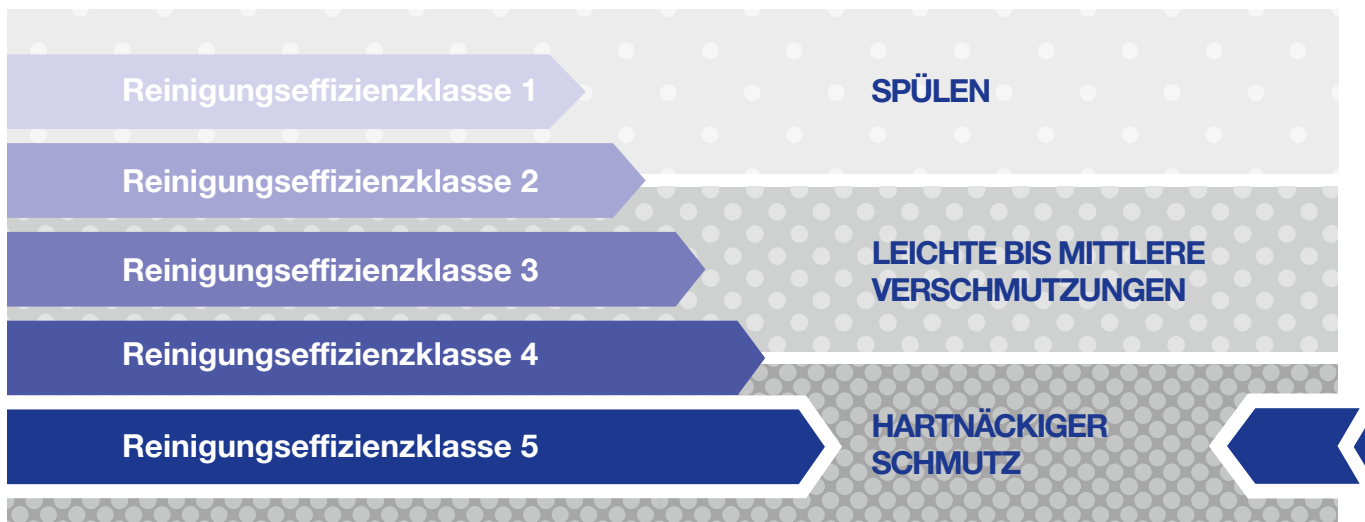 Reinigungseffizienzklasse 1
SPÜLEN
Reinigungseffizienzklasse 2
Reinigungseffizienzklasse 3
LEICHTE BIS MITTLERE
VERSCHMUTZUNGEN
Reinigungseffizienzklasse 4
Reinigungseffizienzklasse 5
HARTNÄCKIGER
SCHMUTZ